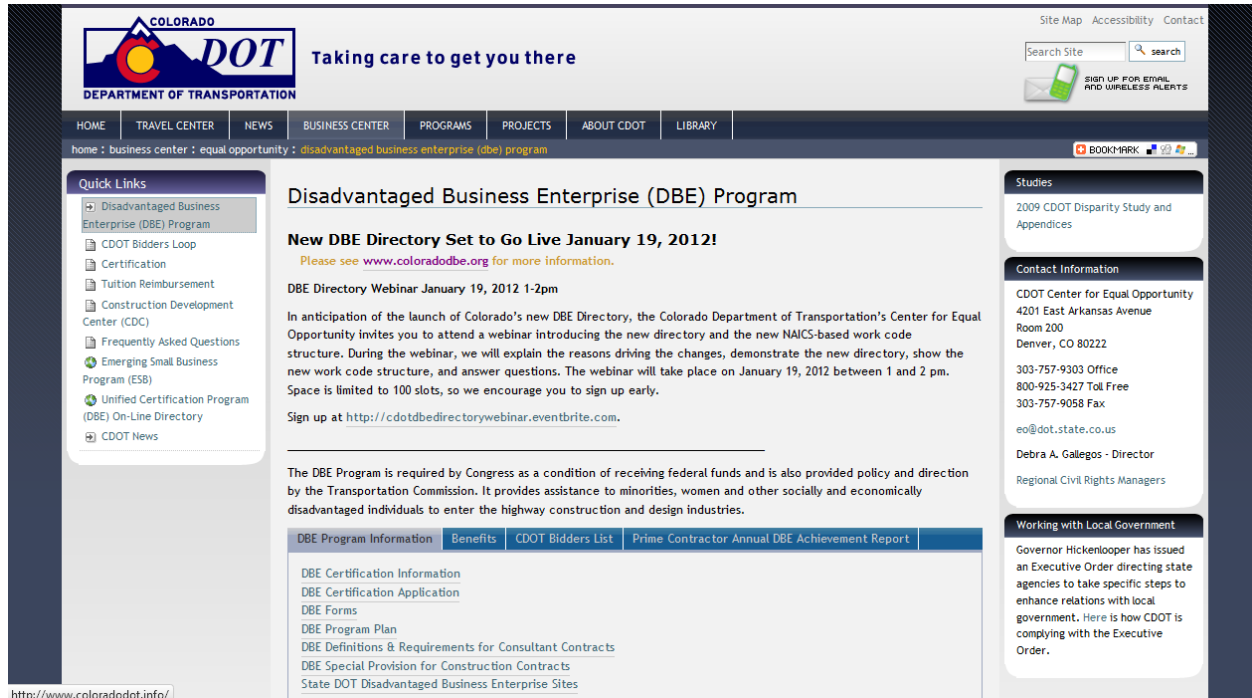 COLORADO
DOT
DEPARTMENT OF TRANSPORTATION
Taking care to get you there
Site Map Accessibility Contact
Search Site search
SIGN UP FOR EMAIL
AND WIRELESS ALERTS
HOME TRAVEL CENTER NEWS BUSINESS CENTER PROGRAMS PROJECTS ABOUT CDOT LIBRARY
home : business center : equal opportunity : disadvantaged business enterprise (dbe) program
BOOKMARK
Quick Links
Disadvantaged Business
Enterprise (DBE) Program
CDOT Bidders Loop
Certification
Tuition Reimbursement
Construction Development
Center (CDC)
Frequently Asked Questions
Emerging Small Business
Program (ESB)
Unified Certification Program
(DBE) On-Line Directory
CDOT News
Disadvantaged Business Enterprise (DBE) Program
New DBE Directory Set to Go Live January 19, 2012!
Please see www.coloradodbe.org for more information.
DBE Directory Webinar January 19, 2012 1-2pm
In anticipation of the launch of Colorado's new DBE Directory, the Colorado Department of Transportation's Center for Equal
Opportunity invites you to attend a webinar introducing the new directory and the new NAICS-based work code
structure. During the webinar, we will explain the reasons driving the changes, demonstrate the new directory, show the
new work code structure, and answer questions. The webinar will take place on January 19, 2012 between 1 and 2 pm.
Space is limited to 100 slots, so we encourage you to sign up early.
Sign up at http://cdotdbedirectorywebinar.eventbrite.com.
The DBE Program is required by Congress as a condition of receiving federal funds and is also provided policy and direction
by the Transportation Commission. It provides assistance to minorities, women and other socially and economically
disadvantaged individuals to enter the highway construction and design industries.
DBE Program Information Benefits CDOT Bidders List Prime Contractor Annual DBE Achievement Report
DBE Certification Information
DBE Certification Application
DBE Forms
DBE Program Plan
DBE Definitions & Requirements for Consultant Contracts
DBE Special Provision for Construction Contracts
State DOT Disadvantaged Business Enterprise Sites
Studies
2009 CDOT Disparity Study and
Appendices
Contact Information
CDOT Center for Equal Opportunity
4201 East Arkansas Avenue
Room 200
Denver, CO 80222
303-757-9303 Office
800-925-3427 Toll Free
303-757-9058 Fax
eo@dot.state.co.us
Debra A. Gallegos - Director
Regional Civil Rights Managers
Working with Local Government
Governor Hickenlooper has issued
an Executive Order directing state
agencies to take specific steps to
enhance relations with local
government. Here is how CDOT is
complying with the Executive
Order.
http://www.coloradodot.info/